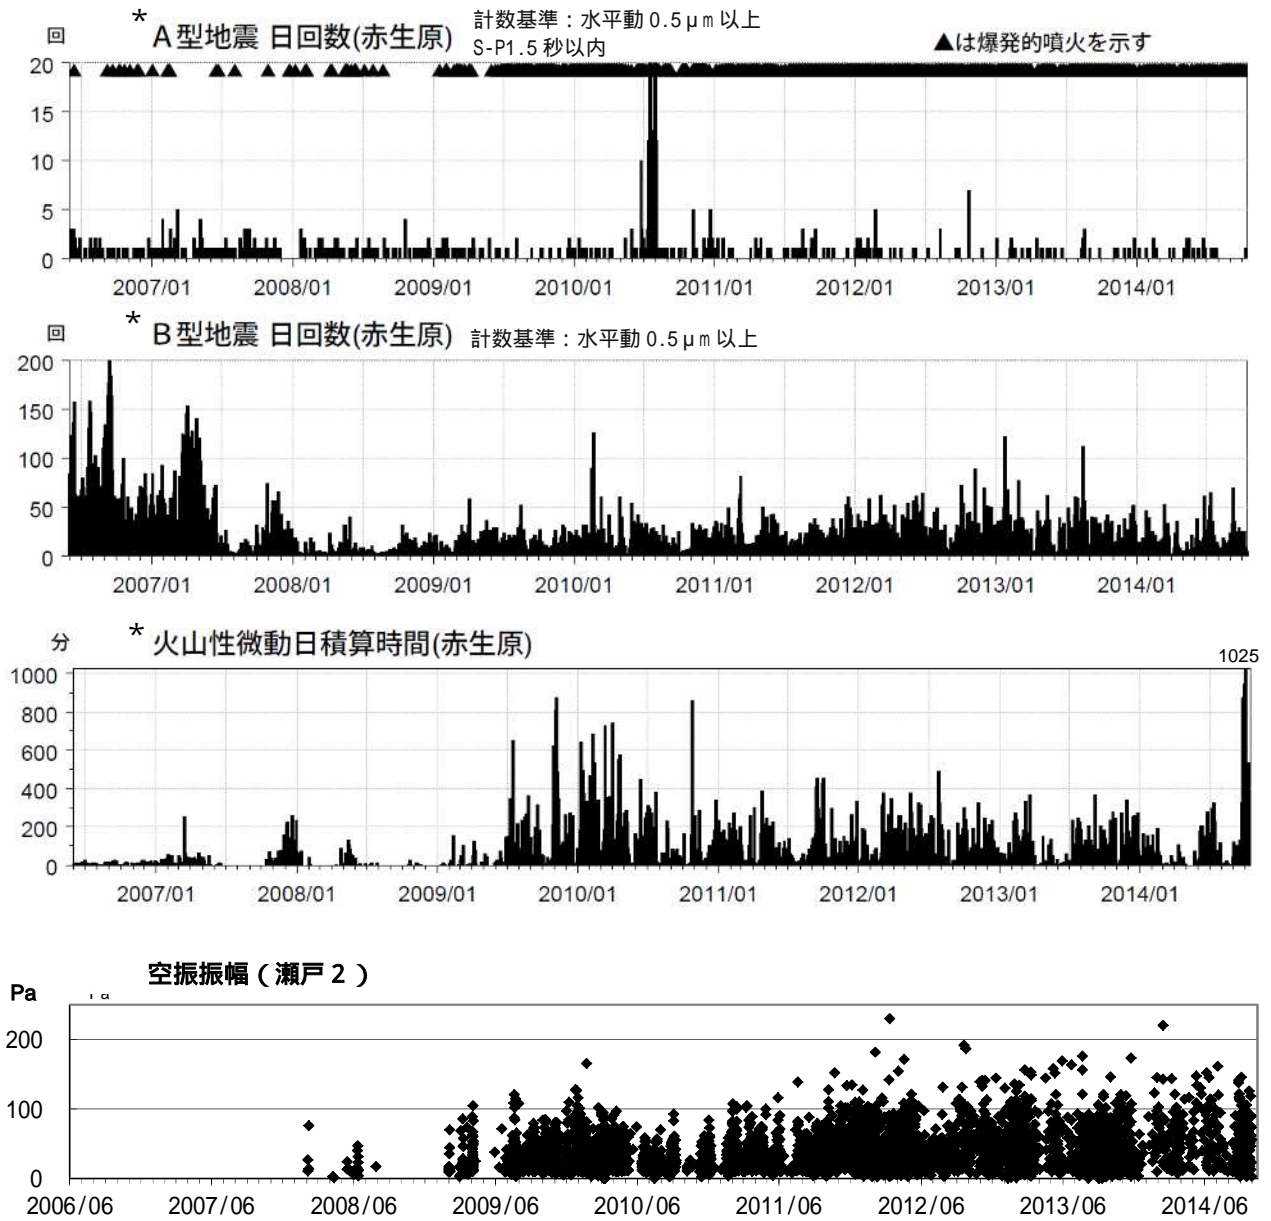 * A型地震 日回数(赤生原) 計数基準：水平動0.5μm以上
S-P1.5秒以内
▲は爆発的噴火を示す
回
20
15
10
5
0
2007/01 2008/01 2009/01 2010/01 2011/01 2012/01 2013/01 2014/01
* B型地震 日回数(赤生原) 計数基準：水平動0.5μm以上
回
200
150
100
50
0
2007/01 2008/01 2009/01 2010/01 2011/01 2012/01 2013/01 2014/01
* 火山性微動日積算時間(赤生原)
分
1025
1000
800
600
400
200
0
2007/01 2008/01 2009/01 2010/01 2011/01 2012/01 2013/01 2014/01
空振振幅（瀬戸２）
Pa
200
100
0
2006/06 2007/06 2008/06 2009/06 2010/06 2011/06 2012/06 2013/06 2014/06